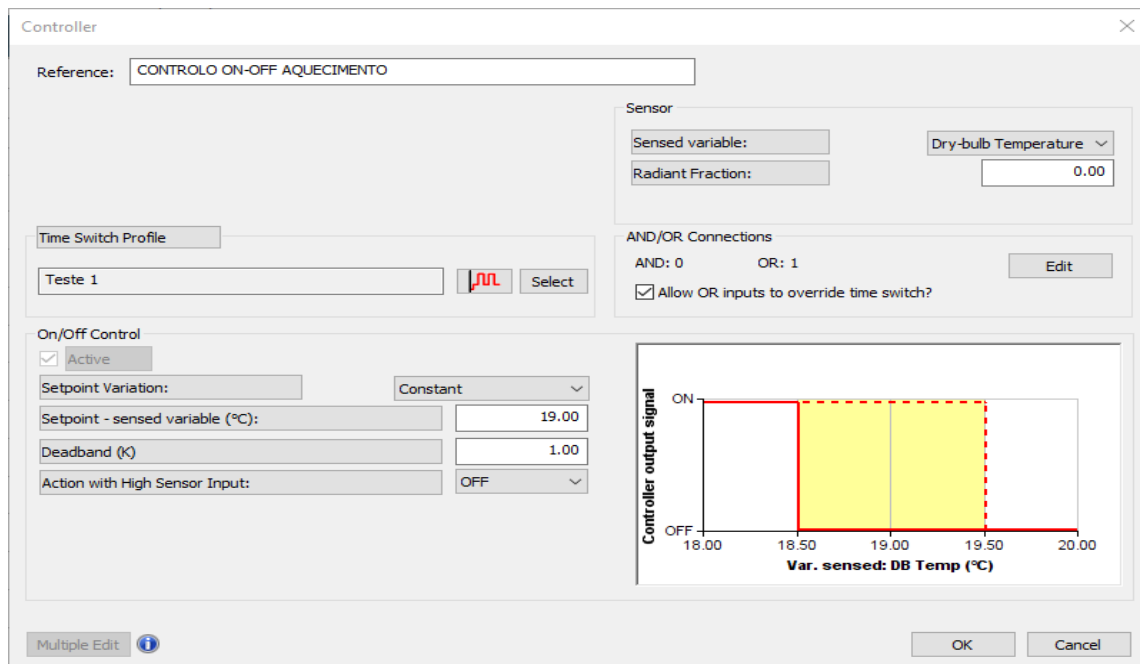 Controller
Reference: CONTROLO ON-OFF AQUECIMENTO
Sensor
Sensed variable: Dry-bulb Temperature
Radiant Fraction: 0.00
Time Switch Profile
Teste 1 Select
AND/OR Connections
AND: 0 OR: 1 Edit
Allow OR inputs to override time switch?
On/Off Control
Active
Setpoint Variation: Constant
Setpoint - sensed variable (°C): 19.00
Deadband (K) 1.00
Action with High Sensor Input: OFF
Controller output signal
ON
OFF
18.00 18.50 19.00 19.50 20.00
Var. sensed: DB Temp (°C)
Multiple Edit OK Cancel